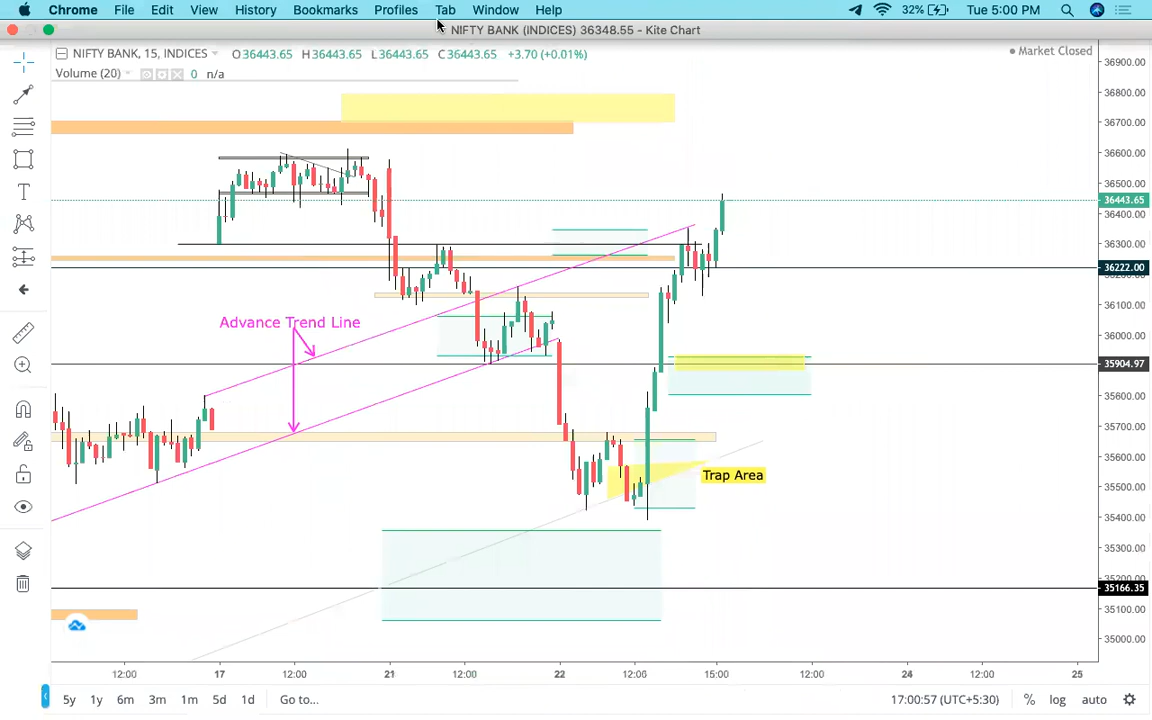 Chrome File Edit View History Bookmarks Profiles Tab Window Help 32% Tue 5:00 PM
NIFTY BANK (INDICES) 36348.55 - Kite Chart
NIFTY BANK, 15, INDICES O36443.65 H36443.65 L36443.65 C36443.65 +3.70 (+0.01%) Market Closed
Volume (20) 0 n/a
36900.00
36800.00
36700.00
36600.00
36500.00
36443.65
36400.00
36300.00
36222.00
36100.00
Advance Trend Line
36000.00
35904.97
35800.00
35700.00
35600.00
Trap Area
35500.00
35400.00
35300.00
35200.00
35166.35
35100.00
35000.00
12:00 17 12:00 21 12:00 22 12:00 15:00 12:00 24 12:00 25
5y 1y 6m 3m 1m 5d 1d Go to... 17:00:57 (UTC+5:30) % log auto